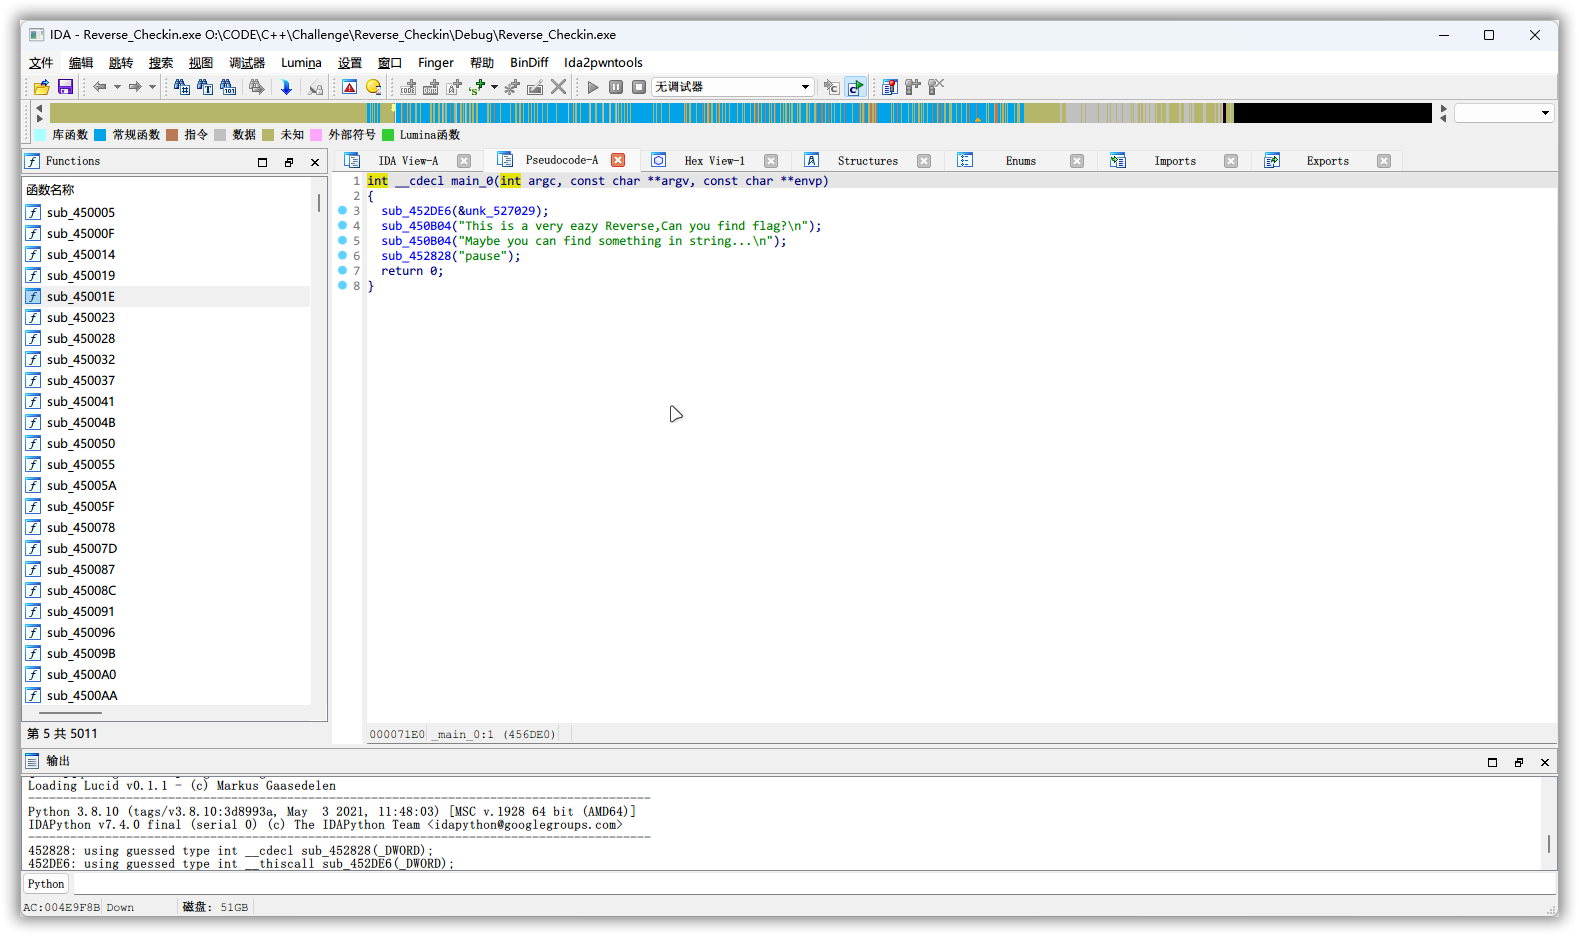 IDA - Reverse_Checkin.exe O:\CODE\C++\Challenge\Reverse_Checkin\Debug\Reverse_Checkin.exe
文件 编辑 跳转 搜索 视图 调试器 Lumina 设置 窗口 Finger 帮助 BinDiff Ida2pwntools
无调试器
库函数 常规函数 指令 数据 未知 外部符号 Lumina函数
Functions
IDA View-A Pseudocode-A Hex View-1 Structures Enums Imports Exports
函数名称
sub_450005
sub_45000F
sub_450014
sub_450019
sub_45001E
sub_450023
sub_450028
sub_450032
sub_450037
sub_450041
sub_45004B
sub_450050
sub_450055
sub_45005A
sub_45005F
sub_450078
sub_45007D
sub_450087
sub_45008C
sub_450091
sub_450096
sub_45009B
sub_4500A0
sub_4500AA
第 5 共 5011
1 int __cdecl main_0(int argc, const char **argv, const char **envp)
2 {
3 sub_452DE6(&unk_527029);
4 sub_450B04("This is a very eazy Reverse,Can you find flag?\n");
5 sub_450B04("Maybe you can find something in string...\n");
6 sub_452828("pause");
7 return 0;
8 }
000071E0 _main_0:1 (456DE0)
输出
Loading Lucid v0.1.1 - (c) Markus Gaasedelen
Python 3.8.10 (tags/v3.8.10:3d8993a, May 3 2021, 11:48:03) [MSC v.1928 64 bit (AMD64)]
IDAPython v7.4.0 final (serial 0) (c) The IDAPython Team <idapython@googlegroups.com>
452828: using guessed type int __cdecl sub_452828(_DWORD);
452DE6: using guessed type int __thiscall sub_452DE6(_DWORD);
Python
AC:004E9F8B Down 磁盘: 51GB